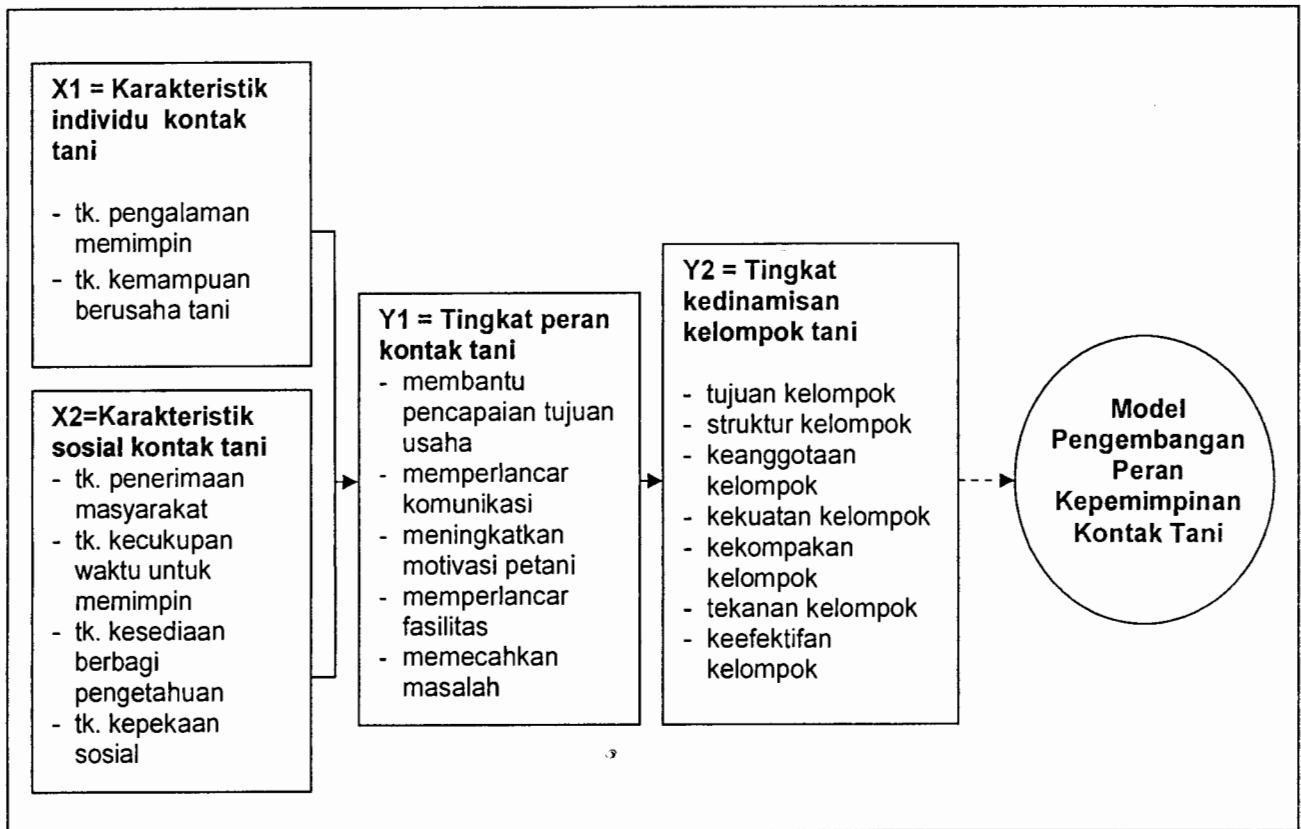 X1 = Karakteristik
individu kontak
tani
- tk. pengalaman
memimpin
- tk. kemampuan
berusaha tani
X2=Karakteristik
sosial kontak tani
- tk. penerimaan
masyarakat
- tk. kecukupan
waktu untuk
memimpin
- tk. kesediaan
berbagi
pengetahuan
- tk. kepekaan
sosial
Y1 = Tingkat peran
kontak tani
- membantu
pencapaian tujuan
usaha
- memperlancar
komunikasi
- meningkatkan
motivasi petani
- memperlancar
fasilitas
- memecahkan
masalah
Y2 = Tingkat
kedinamisan
kelompok tani
- tujuan kelompok
- struktur kelompok
- keanggotaan
kelompok
- kekuatan kelompok
- kekompakan
kelompok
- tekanan kelompok
- keefektifan
kelompok
Model
Pengembangan
Peran
Kepemimpinan
Kontak Tani